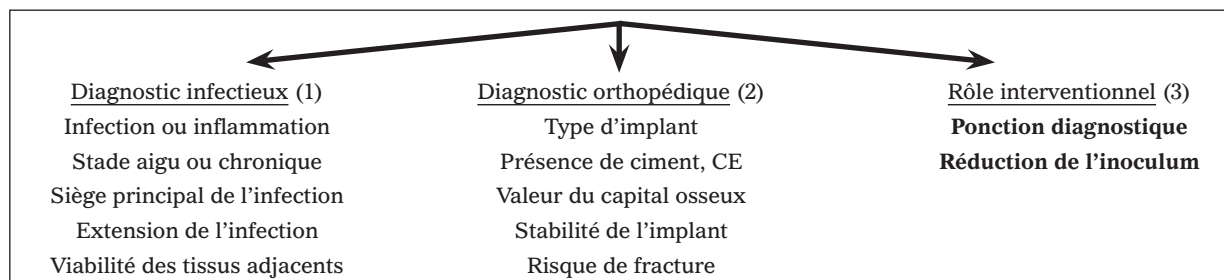 Diagnostic infectieux (1)
Infection ou inflammation
Stade aigu ou chronique
Siège principal de l’infection
Extension de l’infection
Viabilité des tissus adjacents
Diagnostic orthopédique (2)
Type d’implant
Présence de ciment, CE
Valeur du capital osseux
Stabilité de l’implant
Risque de fracture
Rôle interventionnel (3)
Ponction diagnostique
Réduction de l’inoculum